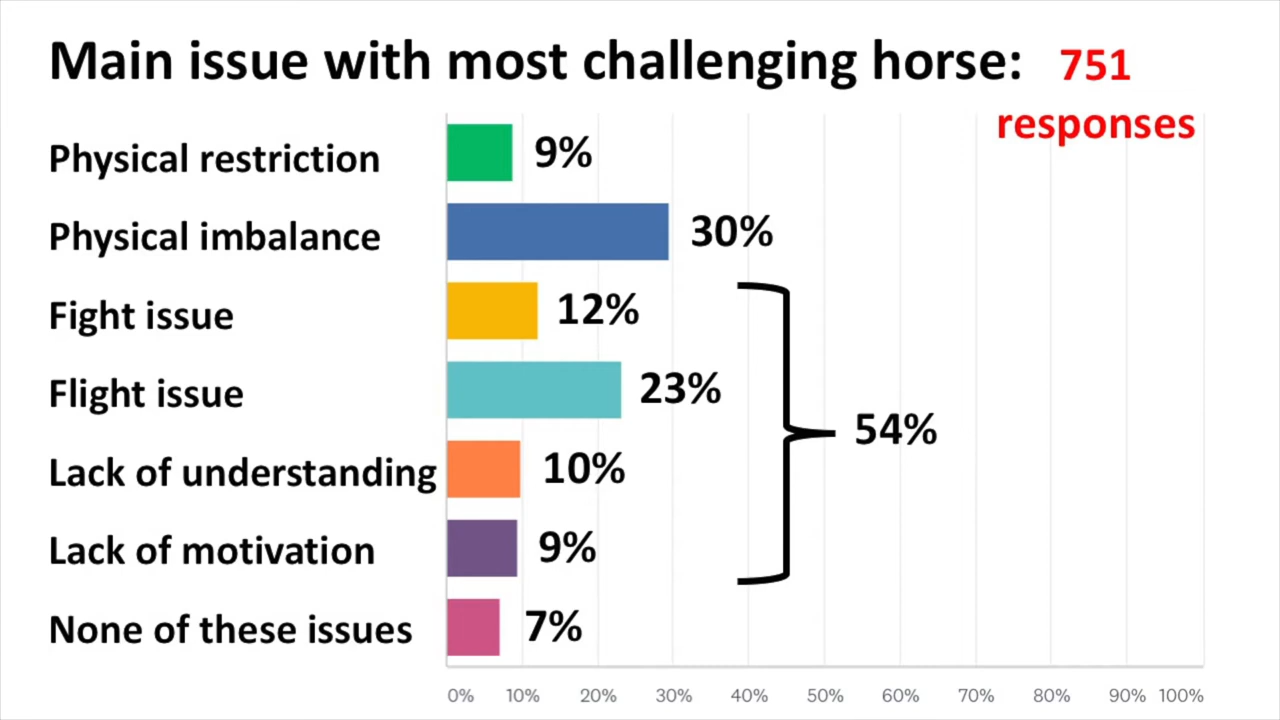 Main issue with most challenging horse: 751
responses
Physical restriction 9%
Physical imbalance 30%
Fight issue 12%
Flight issue 23%
54%
Lack of understanding 10%
Lack of motivation 9%
None of these issues 7%
0% 10% 20% 30% 40% 50% 60% 70% 80% 90% 100%